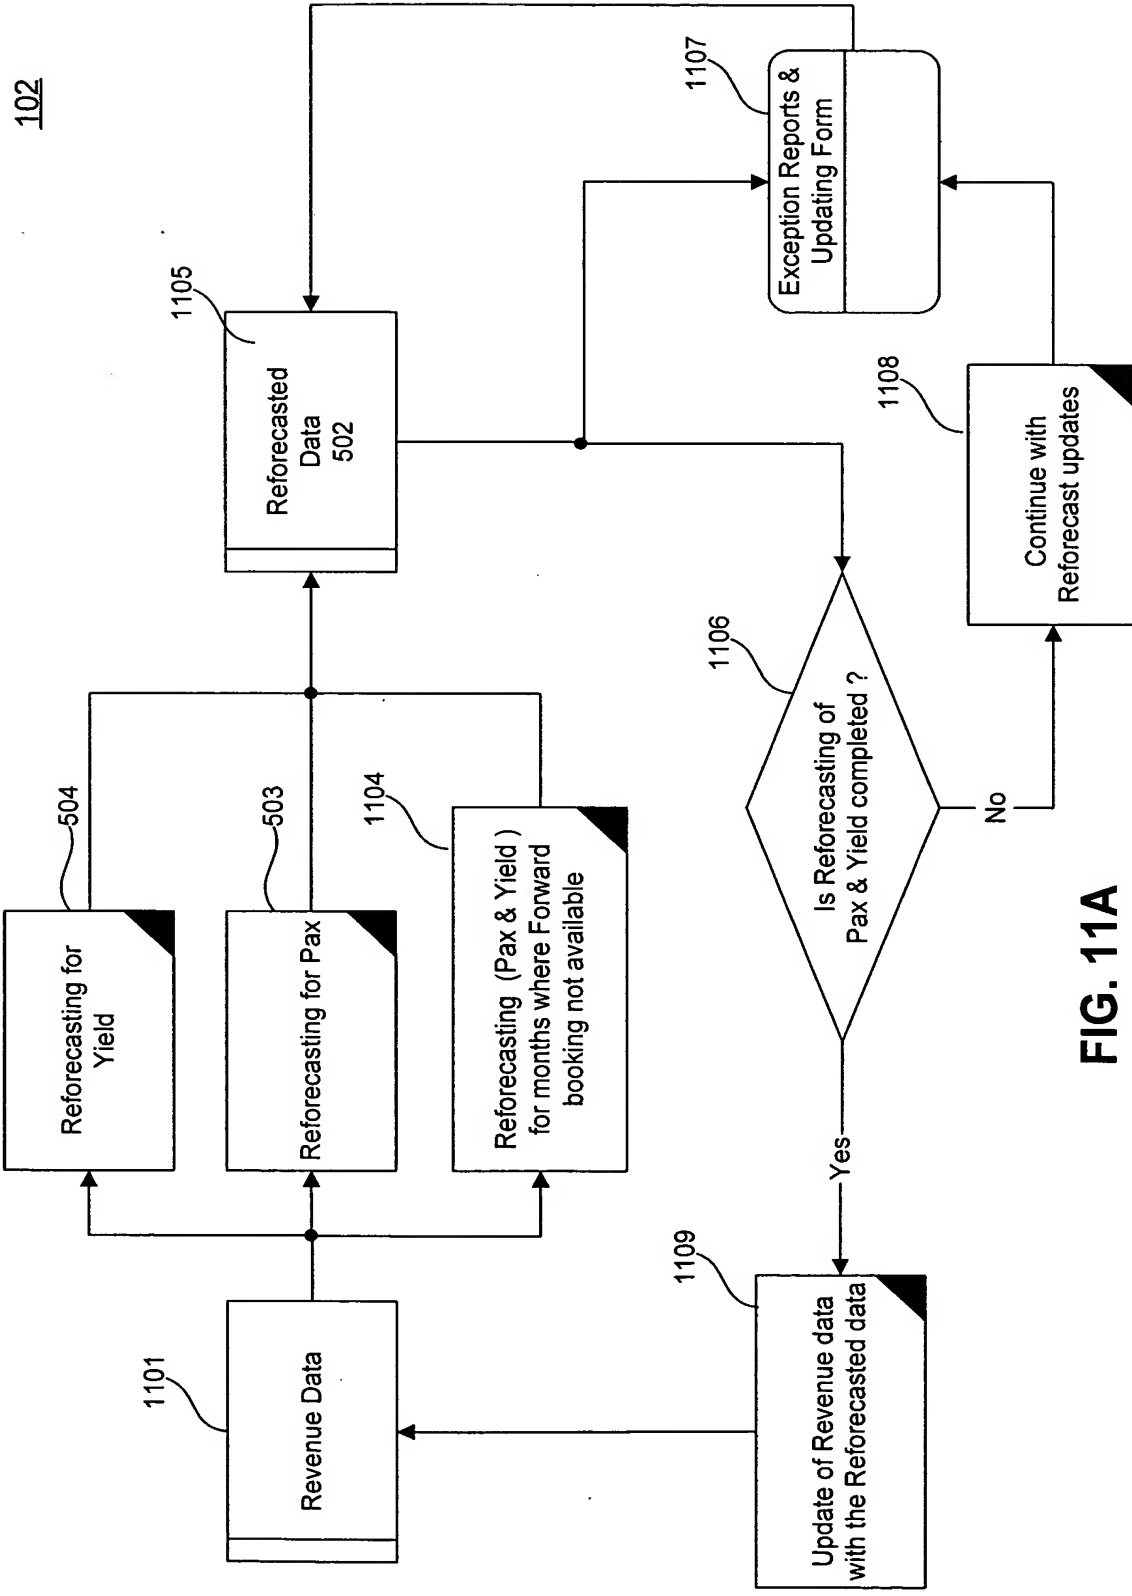 102
504
Reforecasting for
Yield
1101
Revenue Data
503
Reforecasting for Pax
1105
Reforecasted
Data
502
1104
Reforecasting (Pax & Yield )
for months where Forward
booking not available
1109
Update of Revenue data
with the Reforecasted data
Yes
1106
Is Reforecasting of
Pax & Yield completed ?
No
1107
Exception Reports &
Updating Form
1108
Continue with
Reforecast updates
FIG. 11A